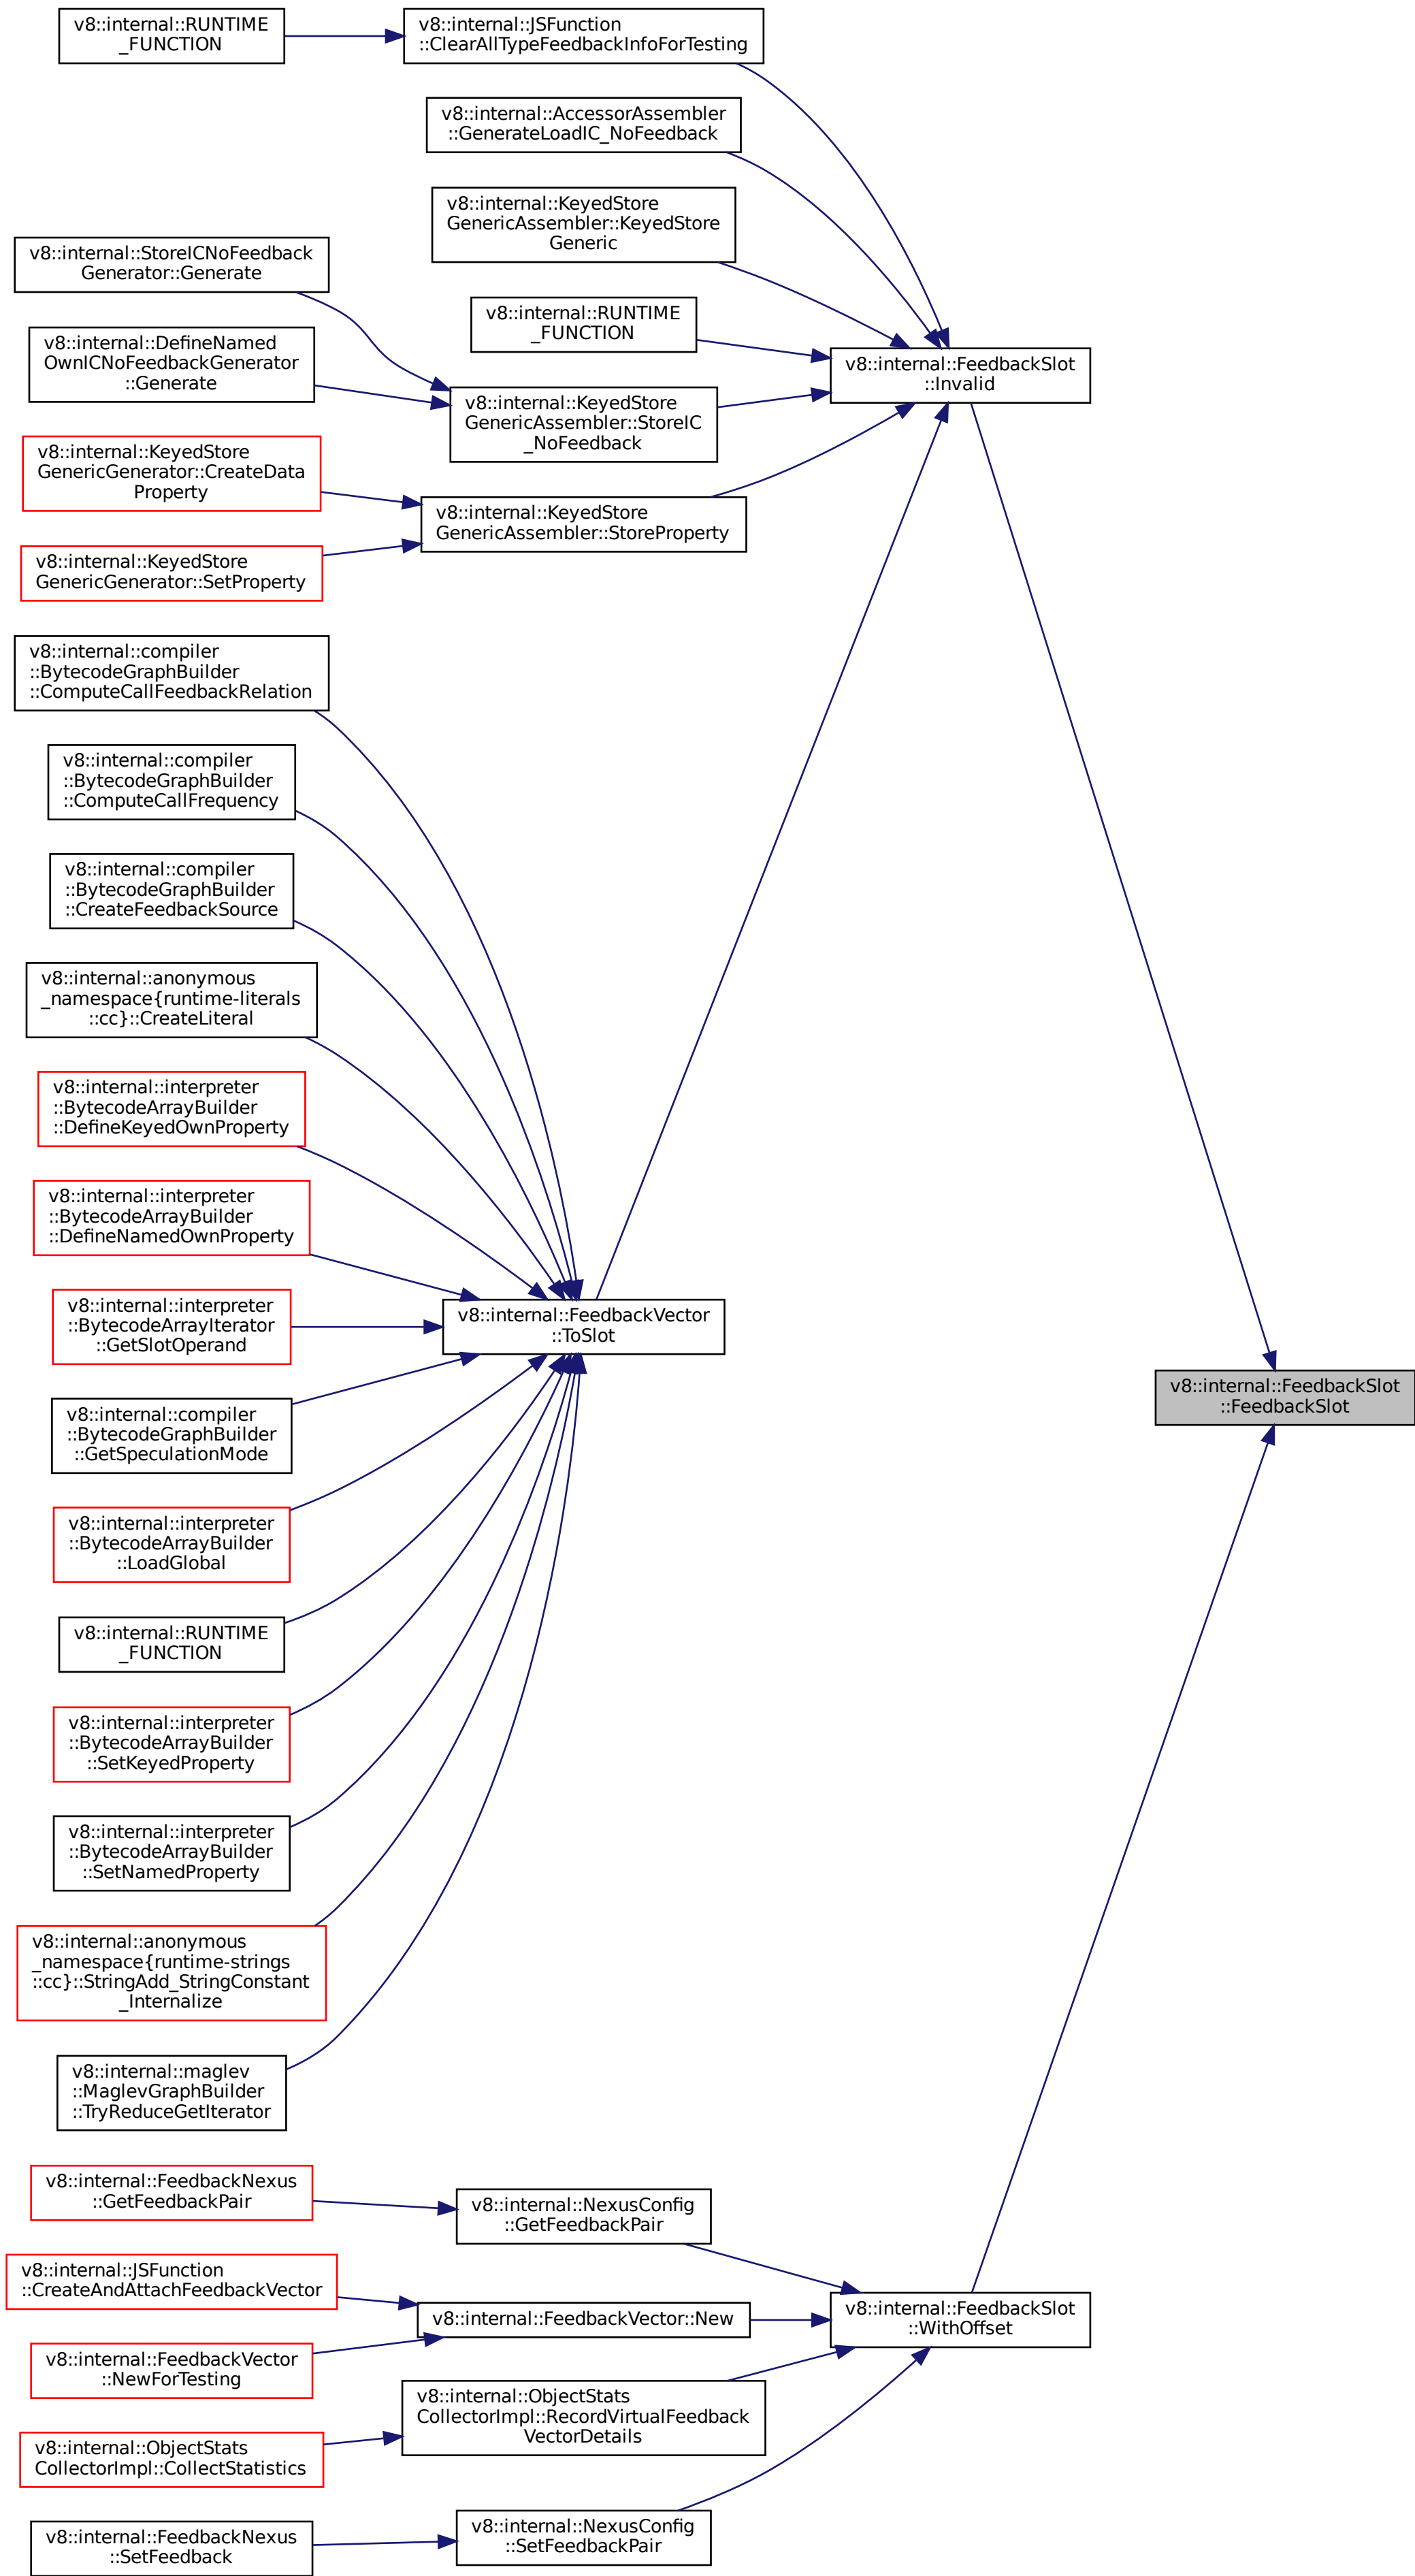 v8::internal::RUNTIME
_FUNCTION
v8::internal::JSFunction
::ClearAllTypeFeedbackInfoForTesting
v8::internal::AccessorAssembler
::GenerateLoadIC_NoFeedback
v8::internal::KeyedStore
GenericAssembler::KeyedStore
Generic
v8::internal::StoreICNoFeedback
Generator::Generate
v8::internal::RUNTIME
_FUNCTION
v8::internal::DefineNamed
OwnICNoFeedbackGenerator
::Generate
v8::internal::FeedbackSlot
::Invalid
v8::internal::KeyedStore
GenericAssembler::StoreIC
_NoFeedback
v8::internal::KeyedStore
GenericGenerator::CreateData
Property
v8::internal::KeyedStore
GenericAssembler::StoreProperty
v8::internal::KeyedStore
GenericGenerator::SetProperty
v8::internal::compiler
::BytecodeGraphBuilder
::ComputeCallFeedbackRelation
v8::internal::compiler
::BytecodeGraphBuilder
::ComputeCallFrequency
v8::internal::compiler
::BytecodeGraphBuilder
::CreateFeedbackSource
v8::internal::anonymous
_namespace{runtime-literals
::cc}::CreateLiteral
v8::internal::interpreter
::BytecodeArrayBuilder
::DefineKeyedOwnProperty
v8::internal::interpreter
::BytecodeArrayBuilder
::DefineNamedOwnProperty
v8::internal::interpreter
::BytecodeArrayIterator
::GetSlotOperand
v8::internal::FeedbackVector
::ToSlot
v8::internal::FeedbackSlot
::FeedbackSlot
v8::internal::compiler
::BytecodeGraphBuilder
::GetSpeculationMode
v8::internal::interpreter
::BytecodeArrayBuilder
::LoadGlobal
v8::internal::RUNTIME
_FUNCTION
v8::internal::interpreter
::BytecodeArrayBuilder
::SetKeyedProperty
v8::internal::interpreter
::BytecodeArrayBuilder
::SetNamedProperty
v8::internal::anonymous
_namespace{runtime-strings
::cc}::StringAdd_StringConstant
_Internalize
v8::internal::maglev
::MaglevGraphBuilder
::TryReduceGetIterator
v8::internal::FeedbackNexus
::GetFeedbackPair
v8::internal::NexusConfig
::GetFeedbackPair
v8::internal::JSFunction
::CreateAndAttachFeedbackVector
v8::internal::FeedbackVector::New
v8::internal::FeedbackSlot
::WithOffset
v8::internal::FeedbackVector
::NewForTesting
v8::internal::ObjectStats
CollectorImpl::RecordVirtualFeedback
VectorDetails
v8::internal::ObjectStats
CollectorImpl::CollectStatistics
v8::internal::NexusConfig
::SetFeedbackPair
v8::internal::FeedbackNexus
::SetFeedback